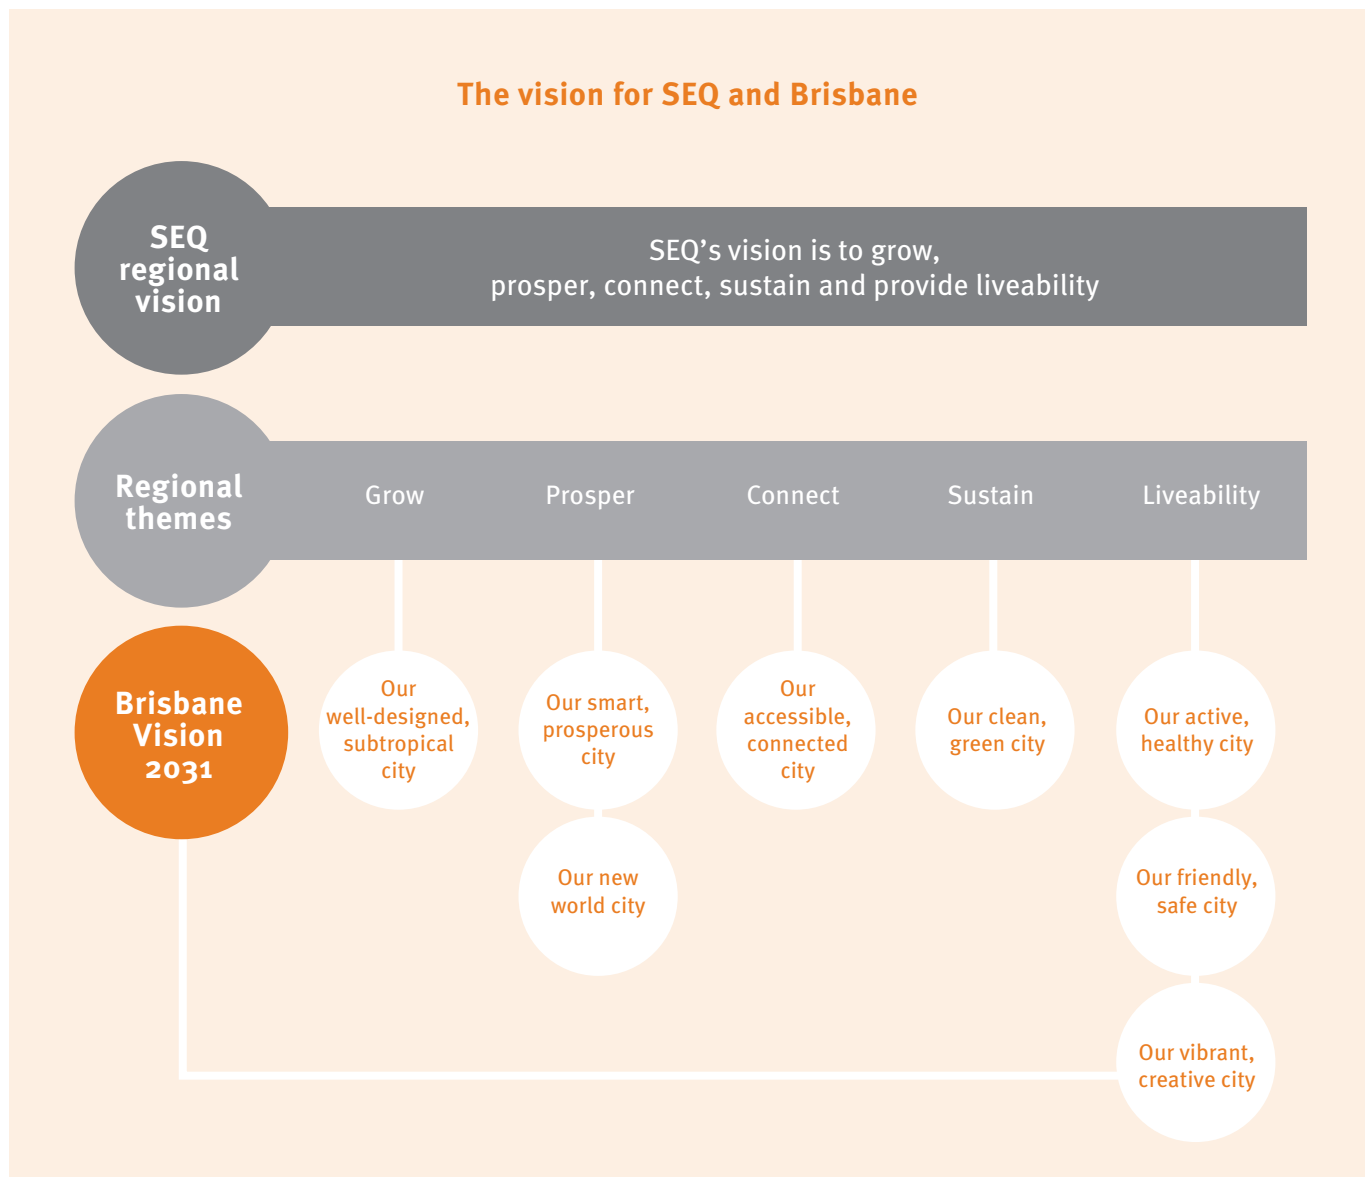 The vision for SEQ and Brisbane
SEQ
regional
vision
SEQ’s vision is to grow,
prosper, connect, sustain and provide liveability
Regional
themes
Grow
Prosper
Connect
Sustain
Liveability
Brisbane
Vision
2031
Our
well-designed,
subtropical
city
Our smart,
prosperous
city
Our
accessible,
connected
city
Our clean,
green city
Our active,
healthy city
Our new
world city
Our friendly,
safe city
Our vibrant,
creative city